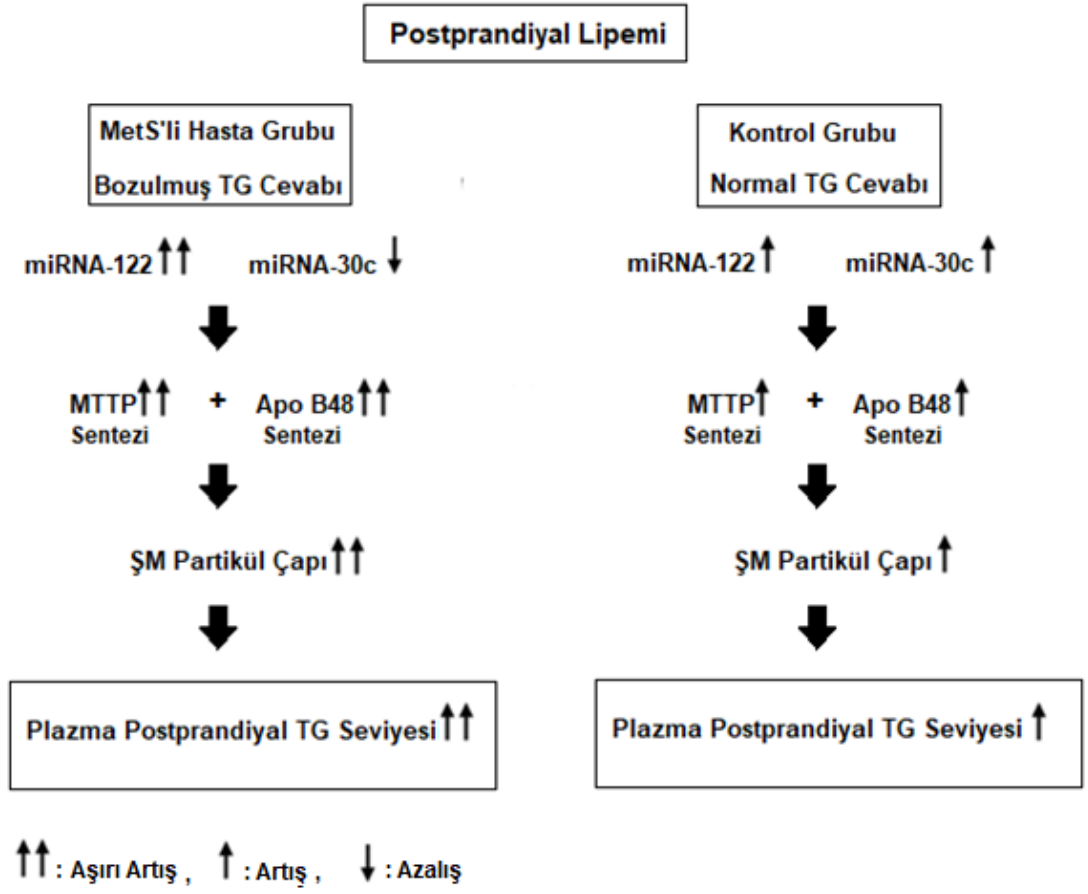 Postprandiyal Lipemi
MetS'li Hasta Grubu
Bozulmuş TG Cevabı
miRNA-122↑↑ miRNA-30c↓
MTTP↑↑ + Apo B48↑↑
Sentezi Sentezi
ŞM Partikül Çapı↑↑
Plazma Postprandiyal TG Seviyesi↑↑
Kontrol Grubu
Normal TG Cevabı
miRNA-122↑ miRNA-30c↑
MTTP↑ + Apo B48↑
Sentezi Sentezi
ŞM Partikül Çapı↑
Plazma Postprandiyal TG Seviyesi ↑
↑↑ : Aşırı Artış , ↑ : Artış , ↓ : Azalış